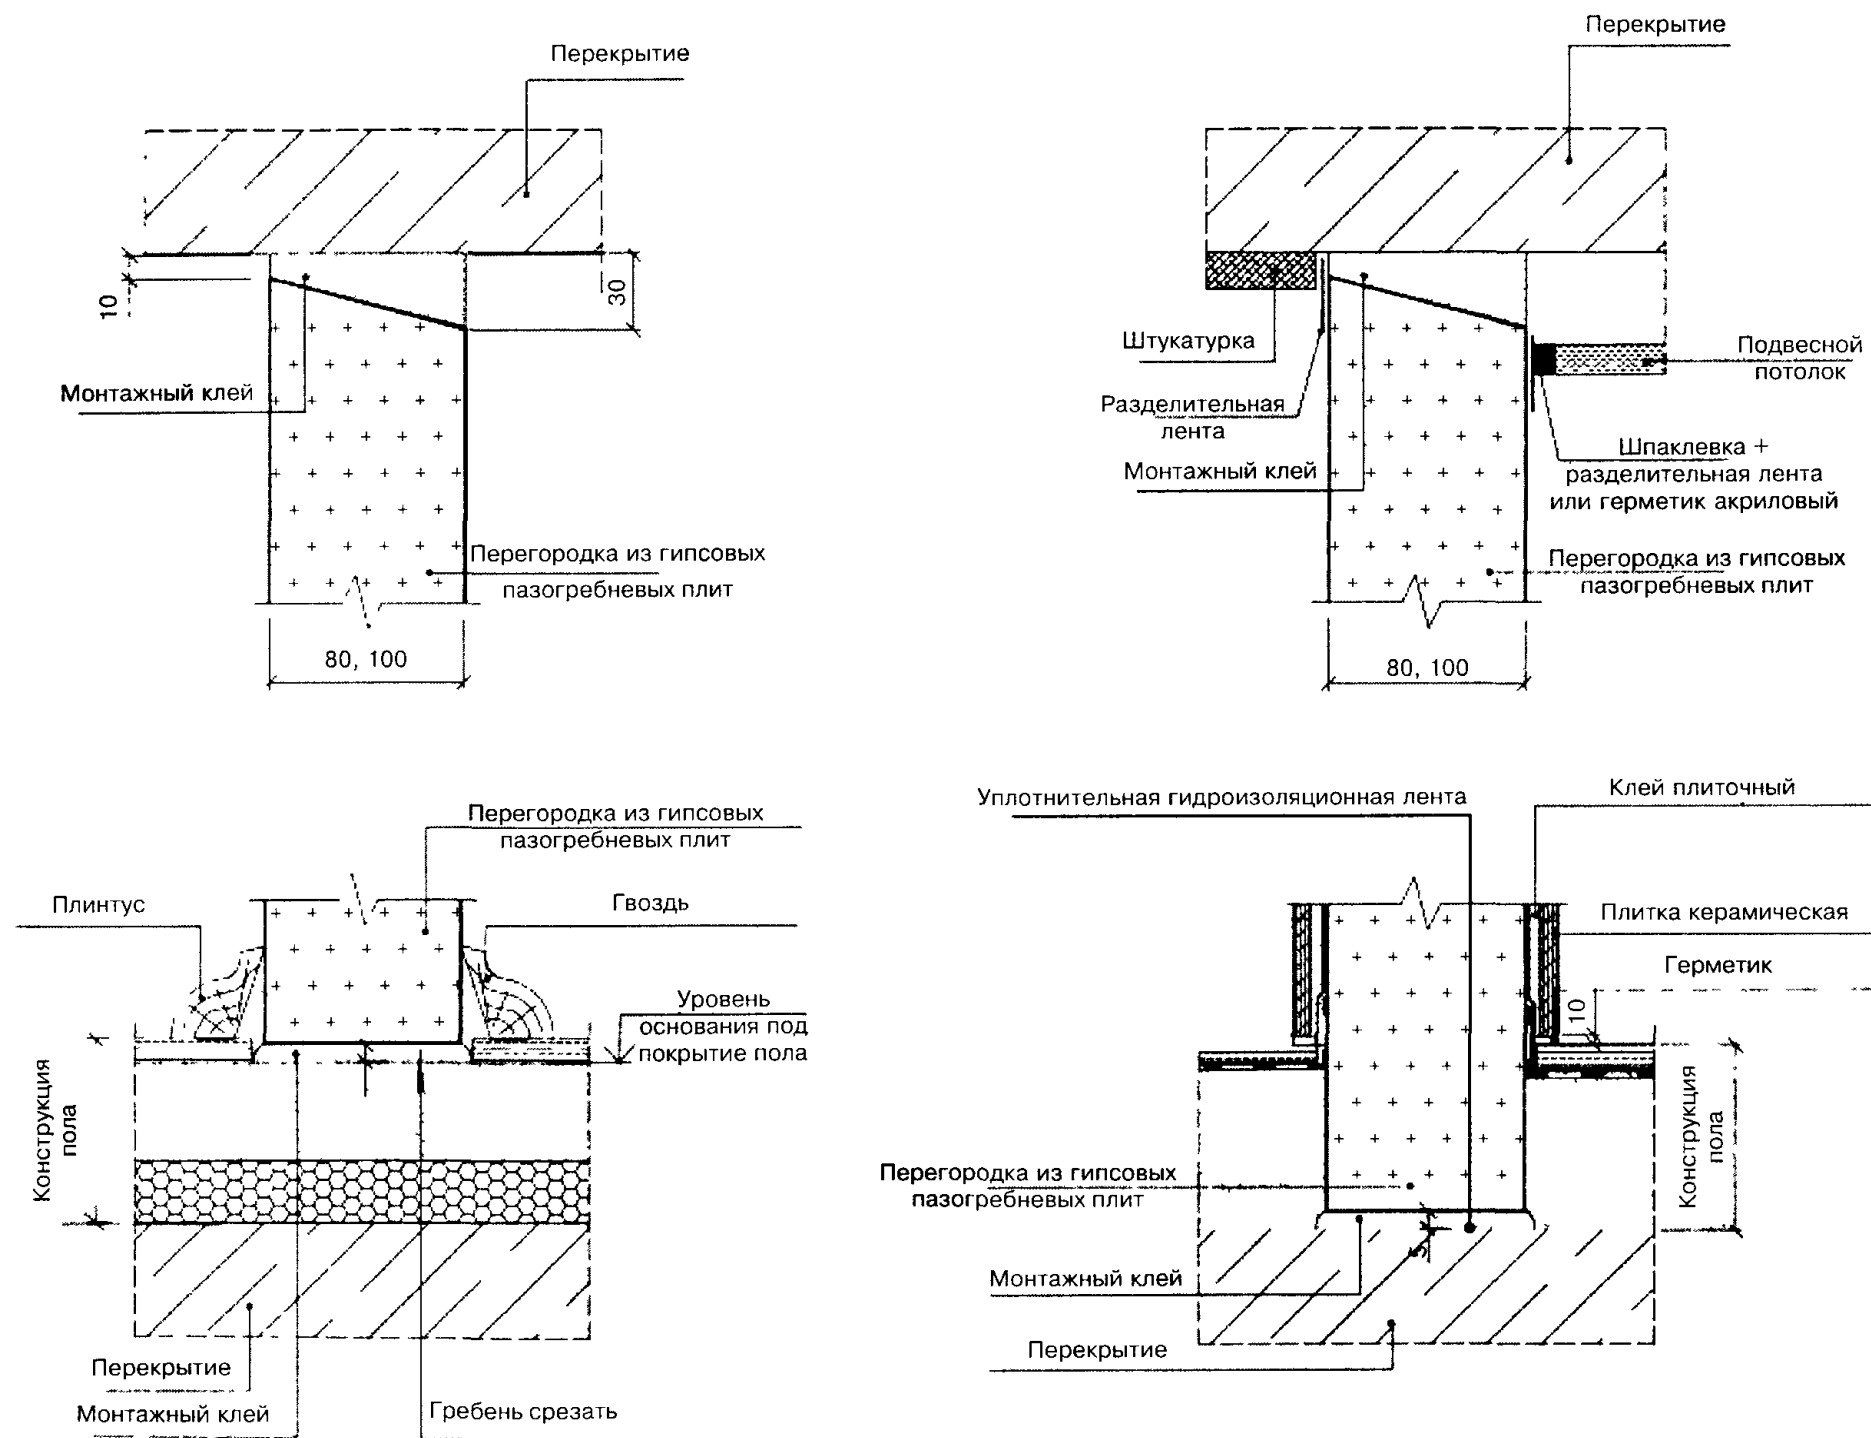 Перекрытие
10
30
Монтажный клей
Перегородка из гипсовых
пазогребневых плит
80, 100
Перекрытие
Штукатурка
Разделительная
лента
Монтажный клей
Подвесной
потолок
Шпаклевка +
разделительная лента
или герметик акриловый
Перегородка из гипсовых
пазогребневых плит
80, 100
Перегородка из гипсовых
пазогребневых плит
Плинтус
Гвоздь
Уровень
основания под
покрытие пола
Конструкция
пола
Перекрытие
Монтажный клей
Гребень срезать
Уплотнительная гидроизоляционная лента
Клей плиточный
Плитка керамическая
Герметик
10
Конструкция
пола
Перегородка из гипсовых
пазогребневых плит
5
Монтажный клей
Перекрытие